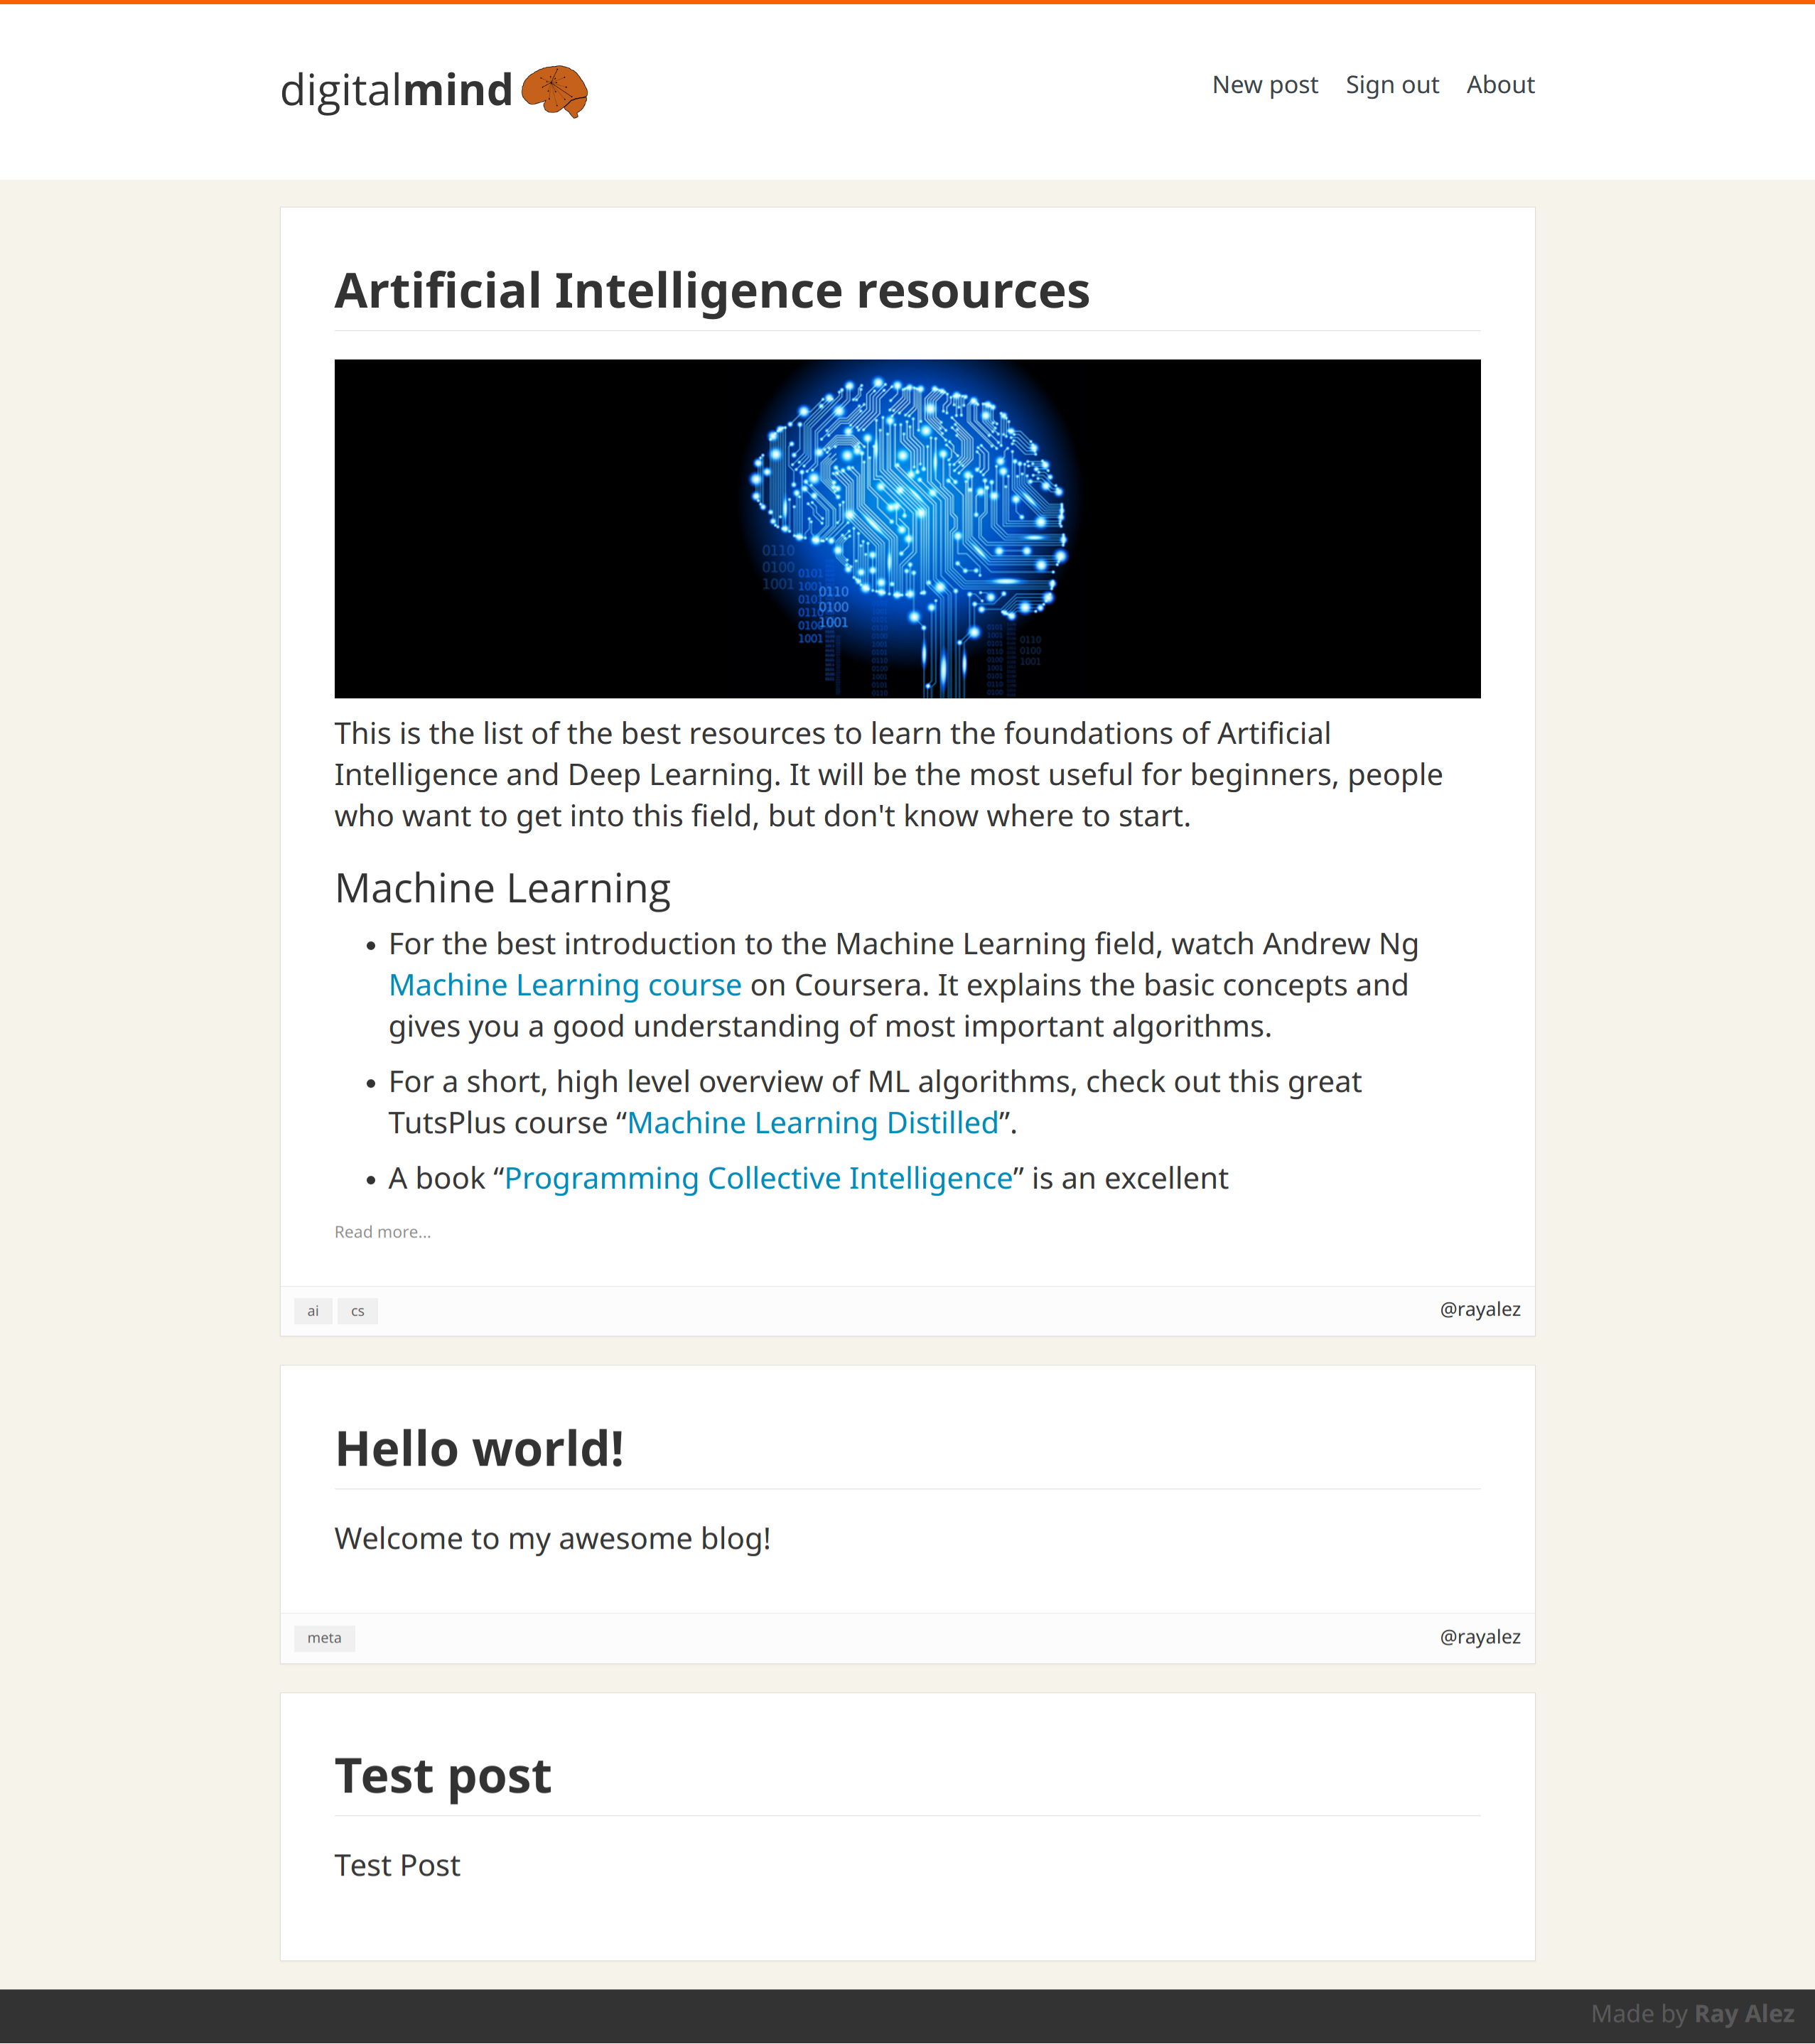 digitalmind
New post Sign out About
Artificial Intelligence resources
0110
0100
1001
0101
0110
0100
1001
0110
0100
1001
This is the list of the best resources to learn the foundations of Artificial
Intelligence and Deep Learning. It will be the most useful for beginners, people
who want to get into this field, but don't know where to start.
Machine Learning
• For the best introduction to the Machine Learning field, watch Andrew Ng
Machine Learning course on Coursera. It explains the basic concepts and
gives you a good understanding of most important algorithms.
• For a short, high level overview of ML algorithms, check out this great
TutsPlus course “Machine Learning Distilled”.
• A book “Programming Collective Intelligence” is an excellent
Read more...
ai cs
@rayalez
Hello world!
Welcome to my awesome blog!
meta
@rayalez
Test post
Test Post
Made by Ray Alez